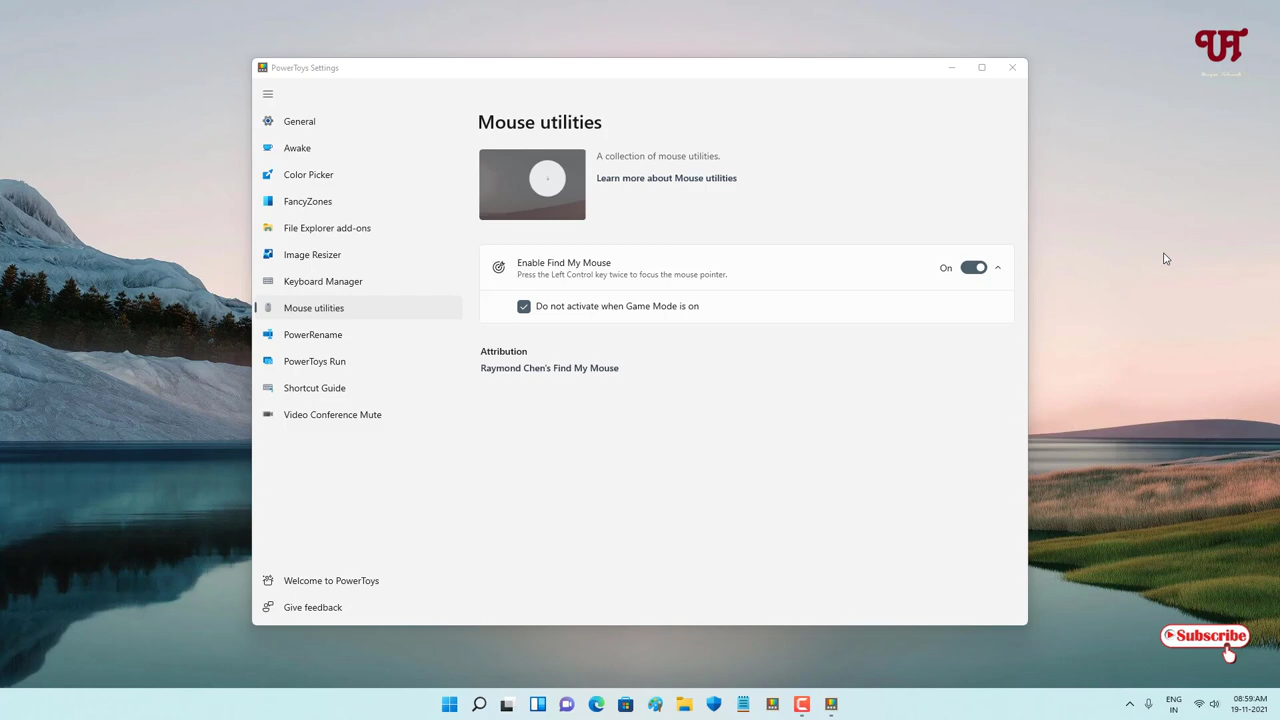 UT
PowerToys Settings
General
Awake
Color Picker
FancyZones
File Explorer add-ons
Image Resizer
Keyboard Manager
Mouse utilities
PowerRename
PowerToys Run
Shortcut Guide
Video Conference Mute
Welcome to PowerToys
Give feedback
Mouse utilities
A collection of mouse utilities.
Learn more about Mouse utilities
Enable Find My Mouse
Press the Left Control key twice to focus the mouse pointer.
On
Do not activate when Game Mode is on
Attribution
Raymond Chen's Find My Mouse
Subscribe
ENG
IN
08:59 AM
19-11-2021